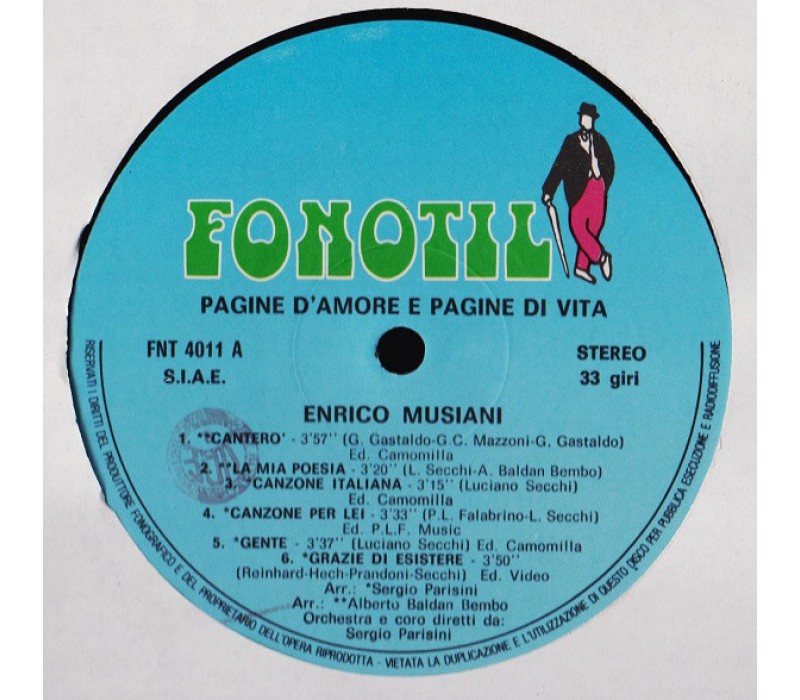 FONOTIL
PAGINE D'AMORE E PAGINE DI VITA
FNT 4011 A
S.I.A.E.
STEREO
33 giri
ENRICO MUSIANI
1. **CANTERO' - 3'57'' (G. Gastaldo-G.C. Mazzoni-G. Gastaldo)
Ed. Camomilla
2. **LA MIA POESIA - 3'20'' (L. Secchi-A. Baldan Bembo)
3. *CANZONE ITALIANA - 3'15'' (Luciano Secchi)
Ed. Camomilla
4. *CANZONE PER LEI - 3'33'' (P.L. Falabrino-L. Secchi)
Ed. P.L.F. Music
5 *GENTE - 3'37'' (Luciano Secchi) Ed. Camomilla
6. *GRAZIE DI ESISTERE - 3'50''
(Reinhard-Hech-Prandoni-Secchi) Ed. Video
Arr.: *Sergio Parisini
Arr.: **Alberto Baldan Bembo
Orchestra e coro diretti da:
Sergio Parisini
RISERVATI I DIRITTI DEL PRODUTTORE FONOGRAFICO E DEL PROPRIETARIO DELL'OPERA RIPRODOTTA - VIETATA LA DUPLICAZIONE E L'UTILIZZAZIONE DI QUESTO DISCO PER PUBBLICA ESECUZIONE E RADIODIFFUSIONE